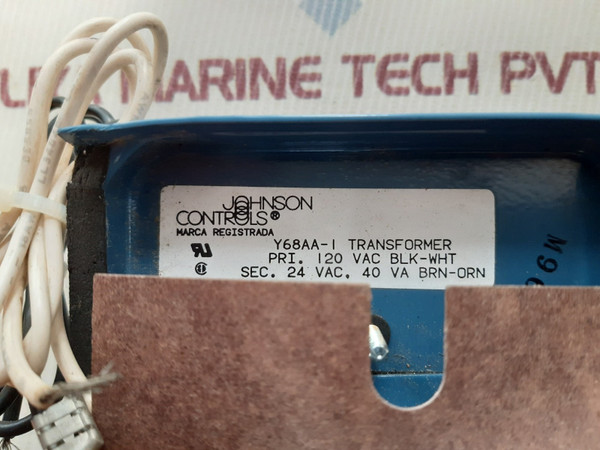 MARINE TECH PVT
JOHNSON
CONTROLS®
MARCA REGISTRADA
Y68AA-1 TRANSFORMER
PRI. 120 VAC BLK-WHT
SEC. 24 VAC, 40 VA BRN-ORN
M96